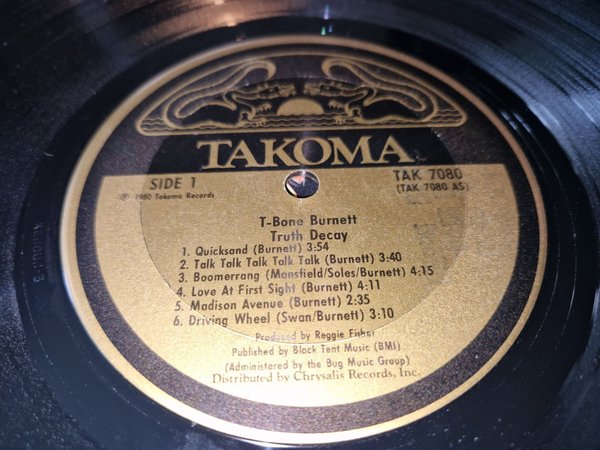 TAKOMA
SIDE 1
TAK 7080
℗ 1980 Takoma Records
(TAK 7080 AS)
T-Bone Burnett
Truth Decay
1. Quicksand (Burnett) 3:54
2. Talk Talk Talk Talk Talk (Burnett) 3:40
3. Boomerrang (Mansfield/Soles/Burnett) 4:15
4. Love At First Sight (Burnett) 4:11
5. Madison Avenue (Burnett) 2:35
6. Driving Wheel (Swan/Burnett) 3:10
Produced by Reggie Fisher
Published by Black Tent Music (BMI)
(Administered by the Bug Music Group)
Distributed by Chrysalis Records, Inc.